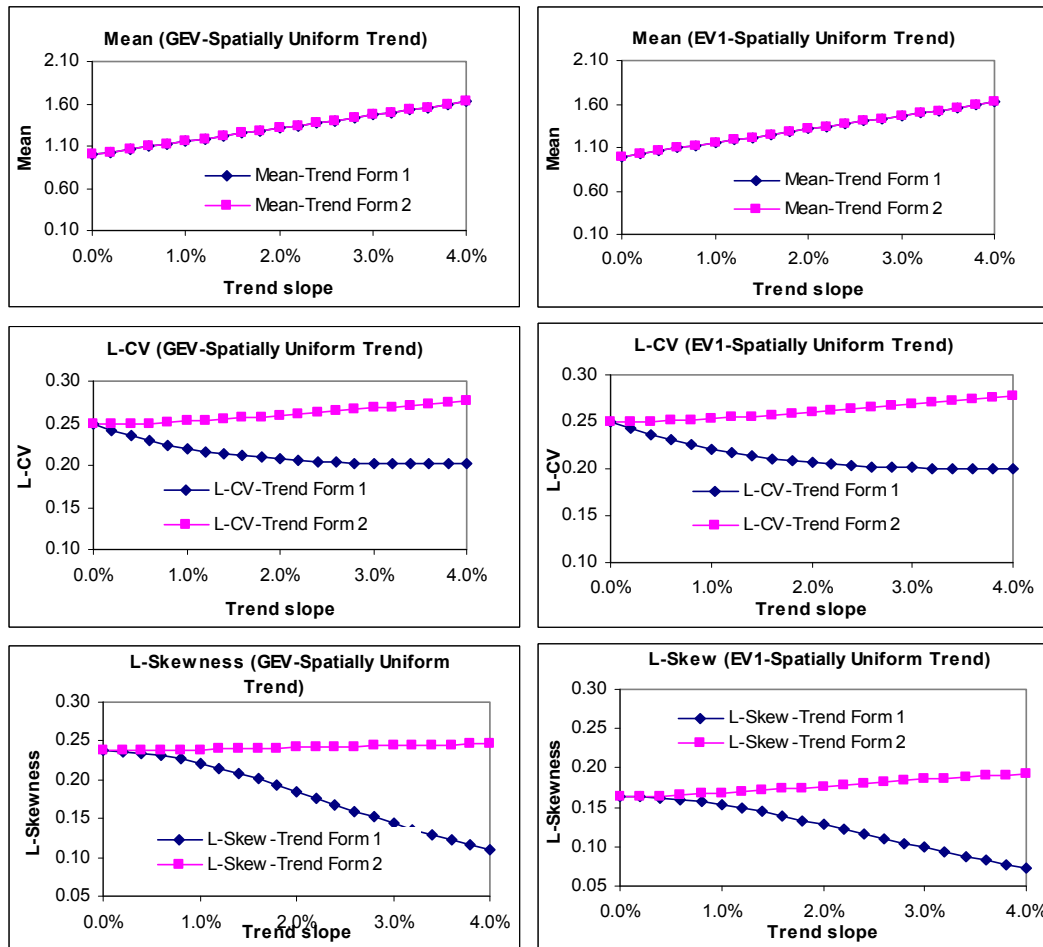 Mean (GEV-Spatially Uniform Trend)
2.10
1.60
1.10
0.60
0.10
Mean
Mean-Trend Form 1
Mean-Trend Form 2
0.0% 1.0% 2.0% 3.0% 4.0%
Trend slope
Mean (EV1-Spatially Uniform Trend)
2.10
1.60
1.10
0.60
0.10
Mean
Mean-Trend Form 1
Mean-Trend Form 2
0.0% 1.0% 2.0% 3.0% 4.0%
Trend slope
L-CV (GEV-Spatially Uniform Trend)
0.30
0.25
0.20
0.15
0.10
L-CV
L-CV-Trend Form 1
L-CV-Trend Form 2
0.0% 1.0% 2.0% 3.0% 4.0%
Trend slope
L-CV (EV1-Spatially Uniform Trend)
0.30
0.25
0.20
0.15
0.10
L-CV
L-CV-Trend Form 1
L-CV-Trend Form 2
0.0% 1.0% 2.0% 3.0% 4.0%
Trend slope
L-Skewness (GEV-Spatially Uniform
Trend)
0.30
0.25
0.20
0.15
0.10
0.05
L-Skewness
L-Skew-Trend Form 1
L-Skew-Trend Form 2
0.0% 1.0% 2.0% 3.0% 4.0%
Trend slope
L-Skew (EV1-Spatially Uniform Trend)
0.30
0.25
0.20
0.15
0.10
0.05
L-Skewness
L-Skew-Trend Form 1
L-Skew-Trend Form 2
0.0% 1.0% 2.0% 3.0% 4.0%
Trend slope